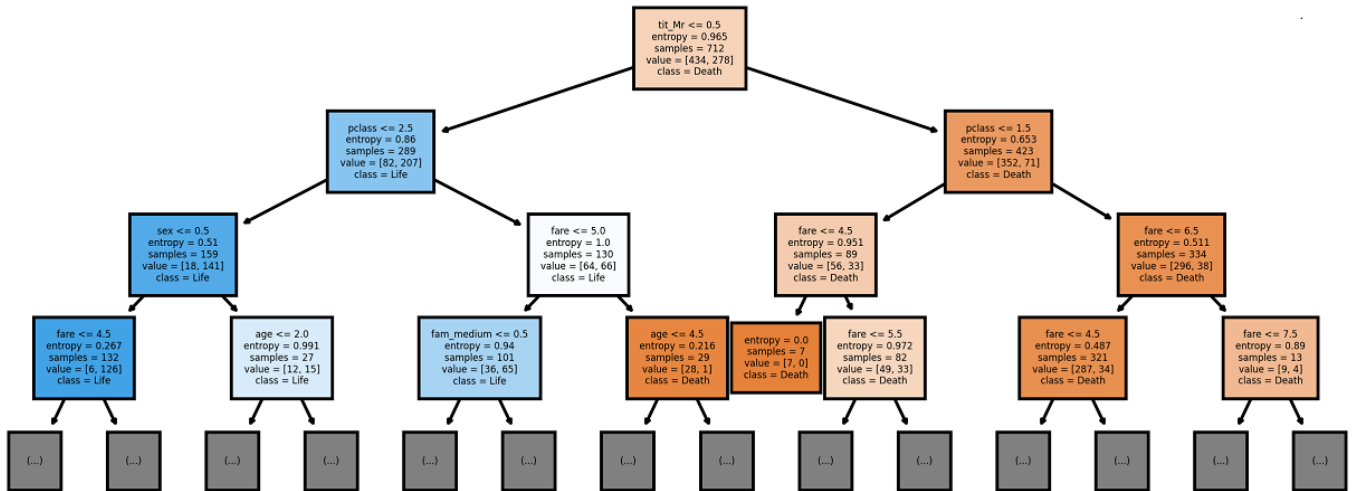 tit_Mr <= 0.5
entropy = 0.965
samples = 712
value = [434, 278]
class = Death
pclass <= 2.5
entropy = 0.86
samples = 289
value = [82, 207]
class = Life
pclass <= 1.5
entropy = 0.653
samples = 423
value = [352, 71]
class = Death
sex <= 0.5
entropy = 0.51
samples = 159
value = [18, 141]
class = Life
fare <= 5.0
entropy = 1.0
samples = 130
value = [64, 66]
class = Life
fare <= 4.5
entropy = 0.951
samples = 89
value = [56, 33]
class = Death
fare <= 6.5
entropy = 0.511
samples = 334
value = [296, 38]
class = Death
fare <= 4.5
entropy = 0.267
samples = 132
value = [6, 126]
class = Life
age <= 2.0
entropy = 0.991
samples = 27
value = [12, 15]
class = Life
fam_medium <= 0.5
entropy = 0.94
samples = 101
value = [36, 65]
class = Life
age <= 4.5
entropy = 0.216
samples = 29
value = [28, 1]
class = Death
entropy = 0.0
samples = 7
value = [7, 0]
class = Death
fare <= 5.5
entropy = 0.972
samples = 82
value = [49, 33]
class = Death
fare <= 4.5
entropy = 0.487
samples = 321
value = [287, 34]
class = Death
fare <= 7.5
entropy = 0.89
samples = 13
value = [9, 4]
class = Death
(...)
(...)
(...)
(...)
(...)
(...)
(...)
(...)
(...)
(...)
(...)
(...)
(...)
(...)